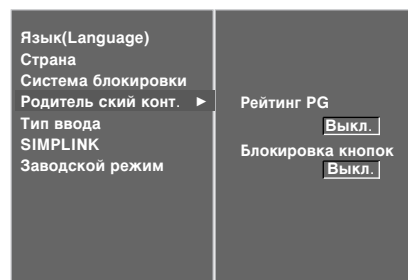 Язык(Language)
Страна
Система блокировки
Родитель ский конт. ►
Тип ввода
SIMPLINK
Заводской режим
Рейтинг PG
Выкл.
Блокировка кнопок
Выкл.